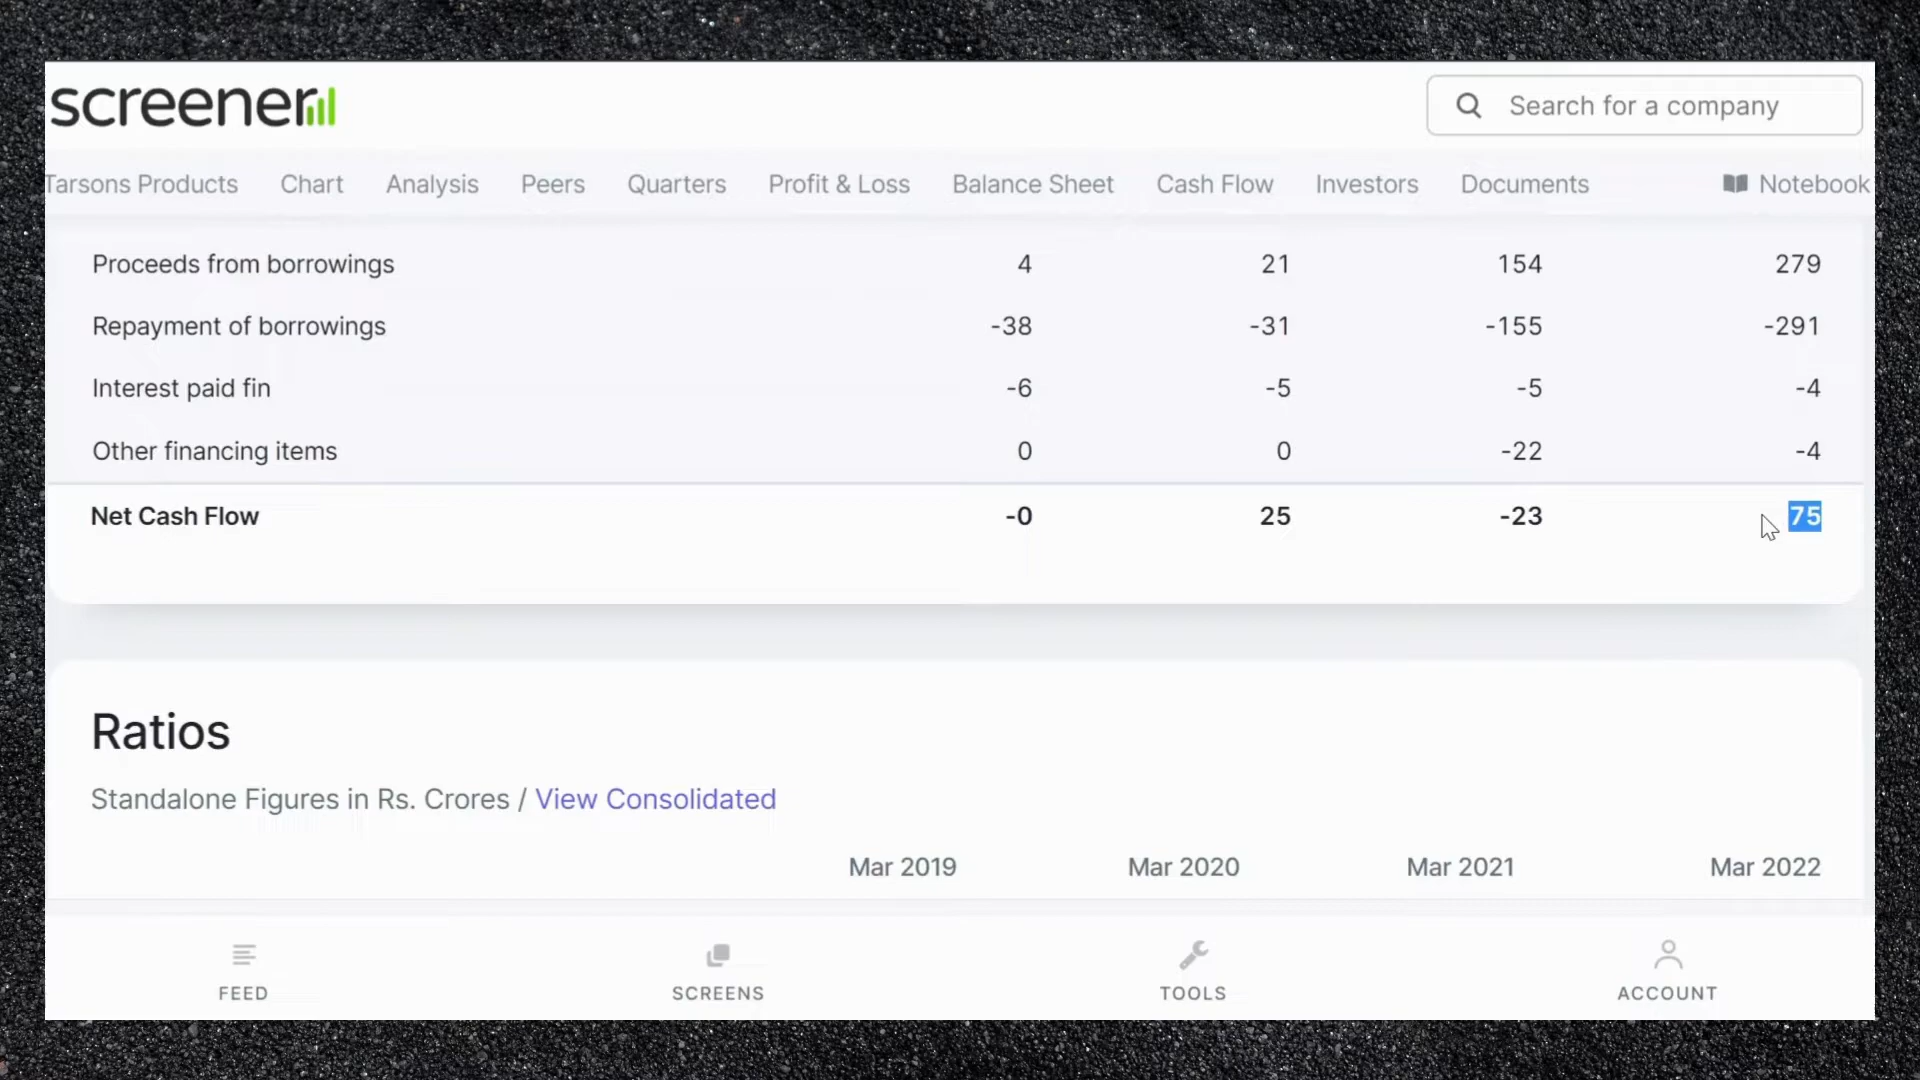 screener
Search for a company
Tarsons Products Chart Analysis Peers Quarters Profit & Loss Balance Sheet Cash Flow Investors Documents Notebook
Proceeds from borrowings 4 21 154 279
Repayment of borrowings -38 -31 -155 -291
Interest paid fin -6 -5 -5 -4
Other financing items 0 0 -22 -4
Net Cash Flow -0 25 -23 75
Ratios
Standalone Figures in Rs. Crores / View Consolidated
Mar 2019 Mar 2020 Mar 2021 Mar 2022
FEED SCREENS TOOLS ACCOUNT